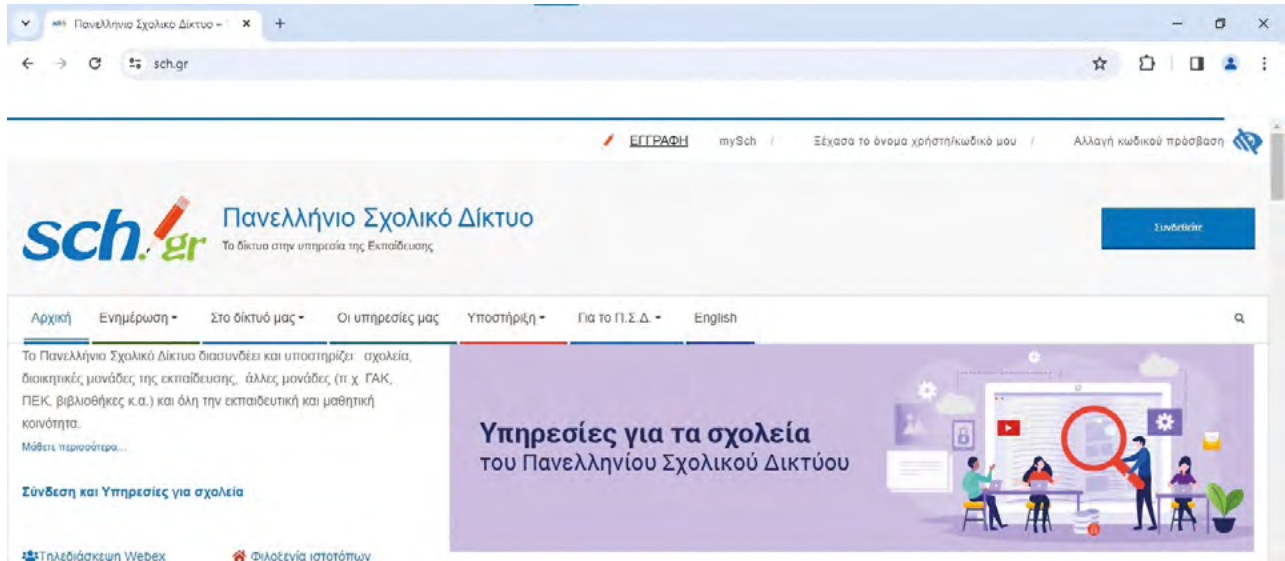 Πανελλήνιο Σχολικό Δίκτυο –
sch.gr
ΕΓΓΡΑΦΗ mySch / Ξέχασα το όνομα χρήστη/κωδικό μου / Αλλαγή κωδικού πρόσβαση
sch.gr
Πανελλήνιο Σχολικό Δίκτυο
Το δίκτυο στην υπηρεσία της Εκπαίδευσης
Συνδεθείτε
Αρχική Ενημέρωση Στο δίκτυό μας Οι υπηρεσίες μας Υποστήριξη Για το Π.Σ.Δ. English
Το Πανελλήνιο Σχολικό Δίκτυο διασυνδέει και υποστηρίζει σχολεία,
διοικητικές μονάδες της εκπαίδευσης, άλλες μονάδες (π.χ. ΓΑΚ,
ΠΕΚ, βιβλιοθήκες κ.α.) και όλη την εκπαιδευτική και μαθητική
κοινότητα.
Μάθετε περισσότερα...
Σύνδεση και Υπηρεσίες για σχολεία
Τηλεδιάσκεψη Webex Φιλοξενία ιστοτόπων
Υπηρεσίες για τα σχολεία
του Πανελληνίου Σχολικού Δικτύου